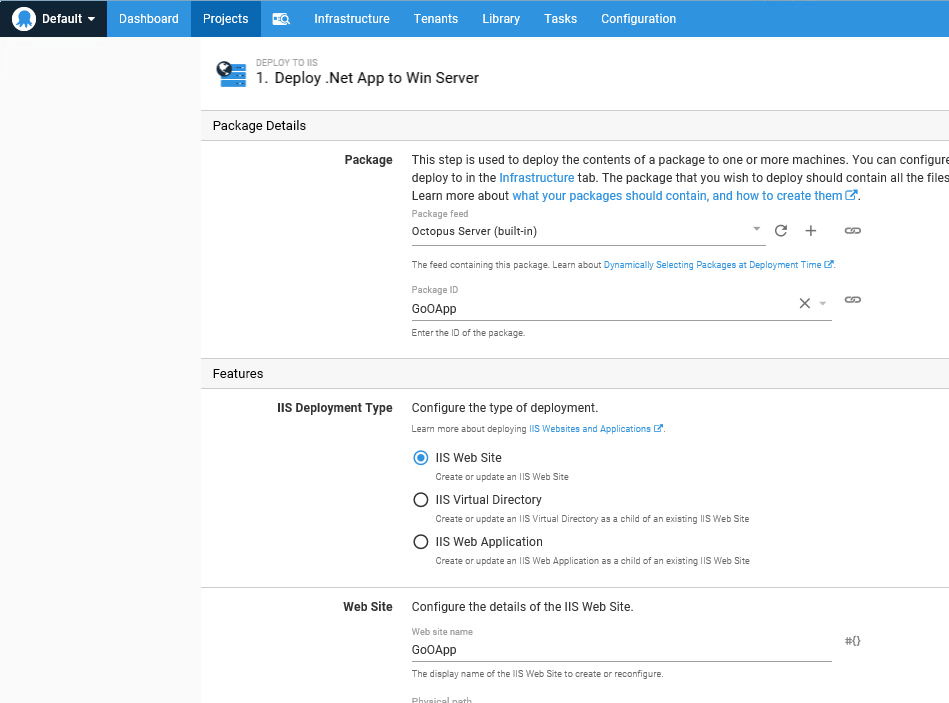 Default Dashboard Projects Infrastructure Tenants Library Tasks Configuration
DEPLOY TO IIS
1. Deploy .Net App to Win Server
Package Details
Package
This step is used to deploy the contents of a package to one or more machines. You can configure
deploy to in the Infrastructure tab. The package that you wish to deploy should contain all the files
Learn more about what your packages should contain, and how to create them.
Package feed
Octopus Server (built-in)
The feed containing this package. Learn about Dynamically Selecting Packages at Deployment Time.
Package ID
GoOApp
Enter the ID of the package.
Features
IIS Deployment Type
Configure the type of deployment.
Learn more about deploying IIS Websites and Applications.
IIS Web Site
Create or update an IIS Web Site
IIS Virtual Directory
Create or update an IIS Virtual Directory as a child of an existing IIS Web Site
IIS Web Application
Create or update an IIS Web Application as a child of an existing IIS Web Site
Web Site
Configure the details of the IIS Web Site.
Web site name
GoOApp
#{}
The display name of the IIS Web Site to create or reconfigure.
Physical path